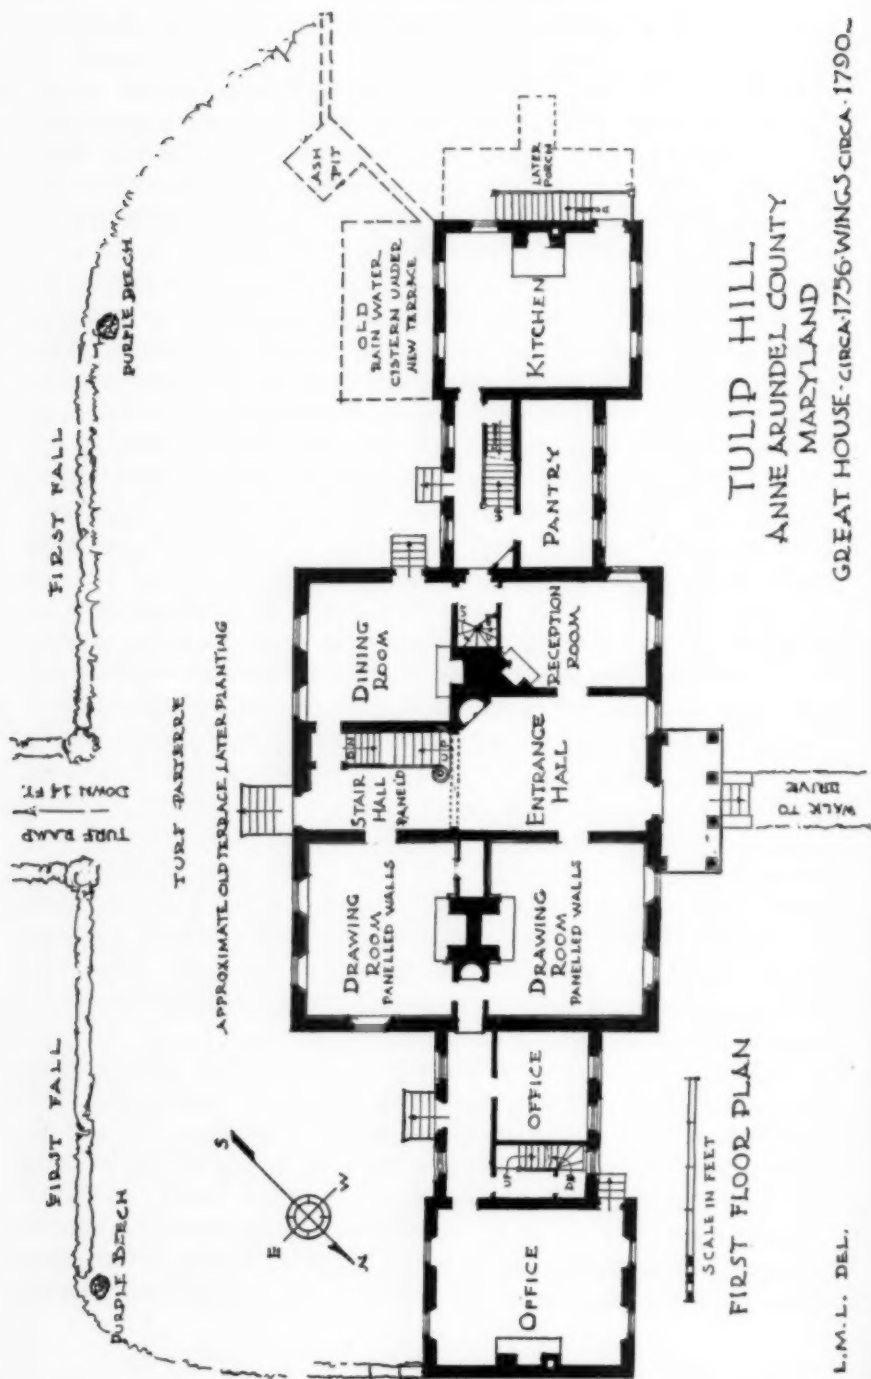 FIRST FALL
PURPLE BEECH
FIRST FALL
PURPLE BEECH
TURF RAMP
DOWN 14 FT.
TURF PARTERRE
APPROXIMATE OLD TERRACE, LATER PLANTING
ASH
PIT
OLD
RAIN WATER
CISTERN UNDER
NEW TERRACE
LATER
PORCH
S
E
W
N
DRAWING
ROOM
PANELLED WALLS
STAIR
HALL
PANEL'D
DN
UP
DINING
ROOM
UP
KITCHEN
OFFICE
UP
DN
OFFICE
DRAWING
ROOM
PANELLED WALLS
ENTRANCE
HALL
RECEPTION
ROOM
PANTRY
WALK TO
DRIVE
SCALE IN FEET
FIRST FLOOR PLAN
L.M.L. DEL.
TULIP HILL
ANNE ARUNDEL COUNTY
MARYLAND
GREAT HOUSE·CIRCA·1756·WINGS·CIRCA·1790_